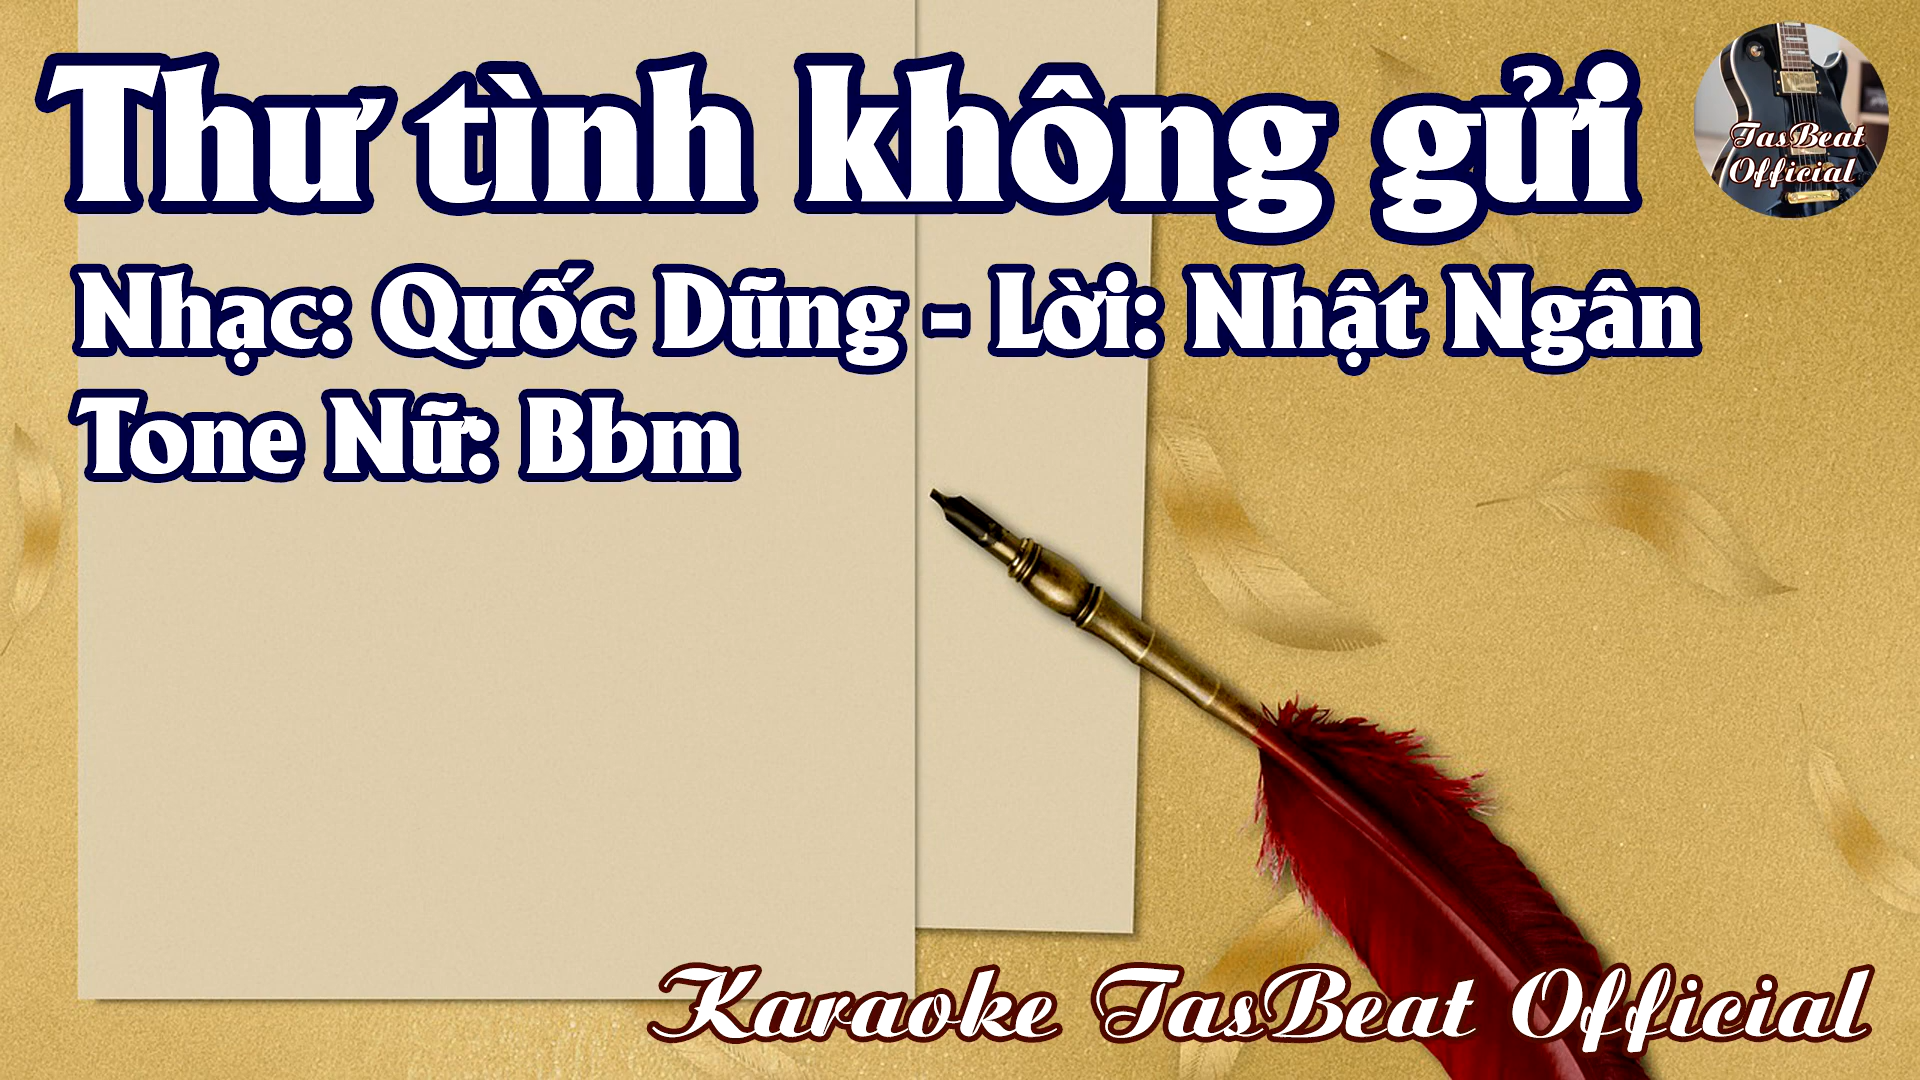 Thư tình không gửi
TasBeat
Official
Nhạc: Quốc Dũng - Lời: Nhật Ngân
Tone Nữ: Bbm
Karaoke TasBeat Official